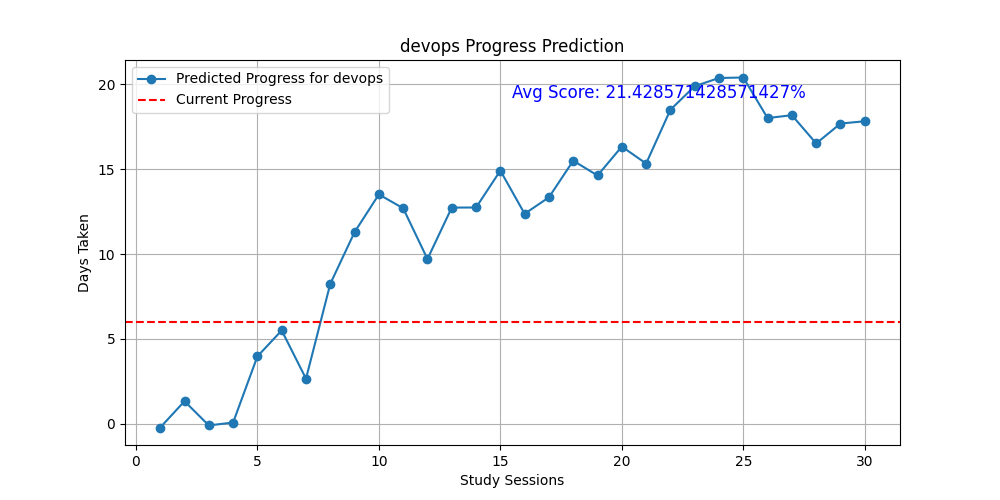 devops Progress Prediction
Predicted Progress for devops
Current Progress
Avg Score: 21.428571428571427%
20
15
10
5
0
Days Taken
0 5 10 15 20 25 30
Study Sessions